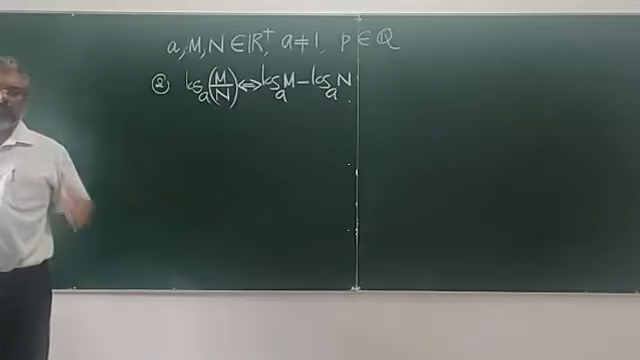 a, M, N ∈ ℝ⁺, a ≠ 1, p ∈ ℚ
② logₐ(M/N) ⇔ logₐM − logₐN